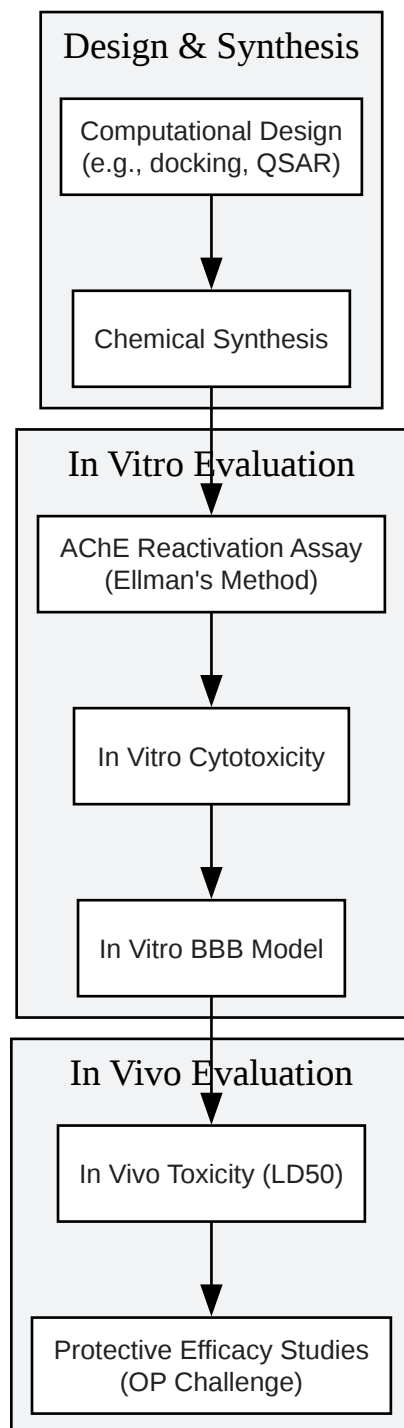 Design & Synthesis
Computational Design
(e.g., docking, QSAR)
Chemical Synthesis
In Vitro Evaluation
AChE Reactivation Assay
(Ellman's Method)
In Vitro Cytotoxicity
In Vitro BBB Model
In Vivo Evaluation
In Vivo Toxicity (LD50)
Protective Efficacy Studies
(OP Challenge)